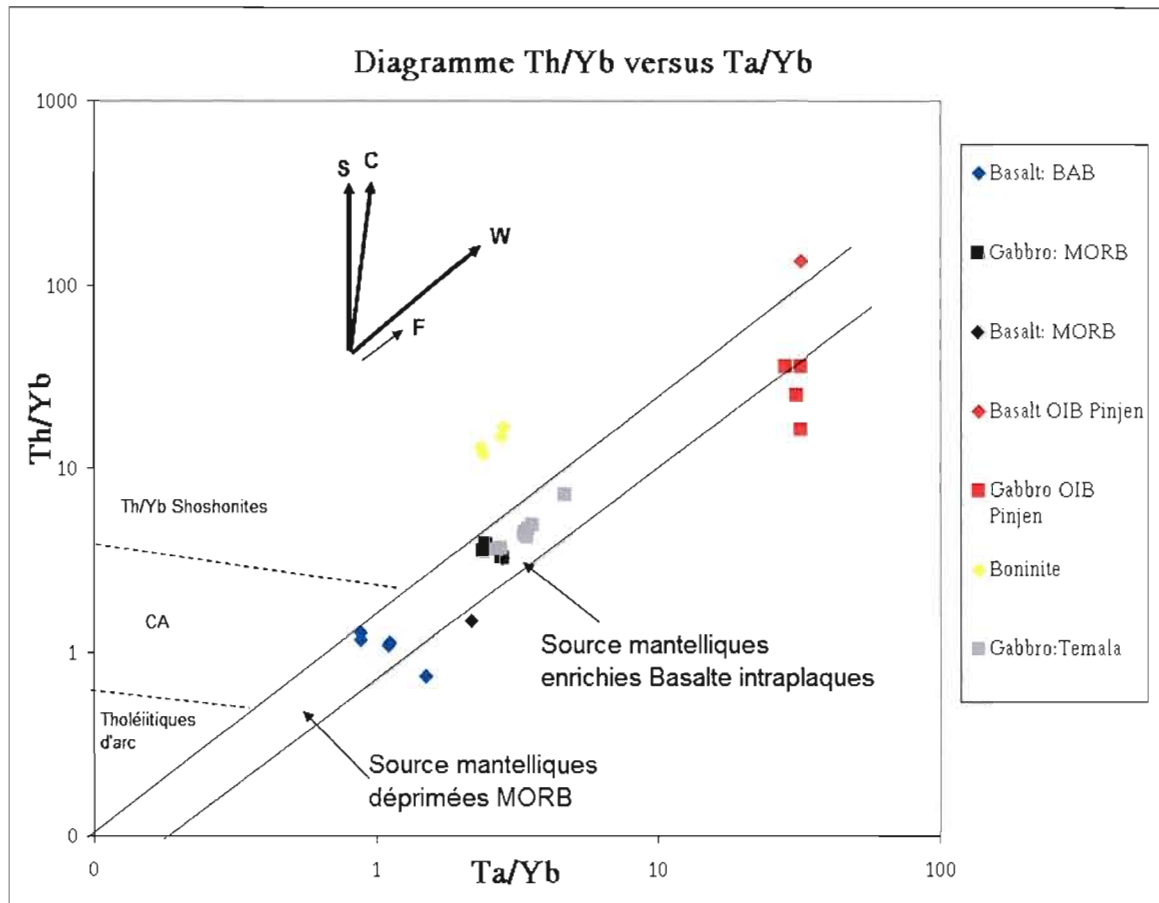 Diagramme Th/Yb versus Ta/Yb
1000
100
10
1
0
Th/Yb
S
C
W
F
Th/Yb Shoshonites
CA
Tholéiitiques
d'arc
Source mantelliques
enrichies Basalte intraplaques
Source mantelliques
déprimées MORB
0
1
10
100
Ta/Yb
Basalt: BAB
Gabbro: MORB
Basalt: MORB
Basalt OIB Pinjen
Gabbro OIB
Pinjen
Boninite
Gabbro:Temala